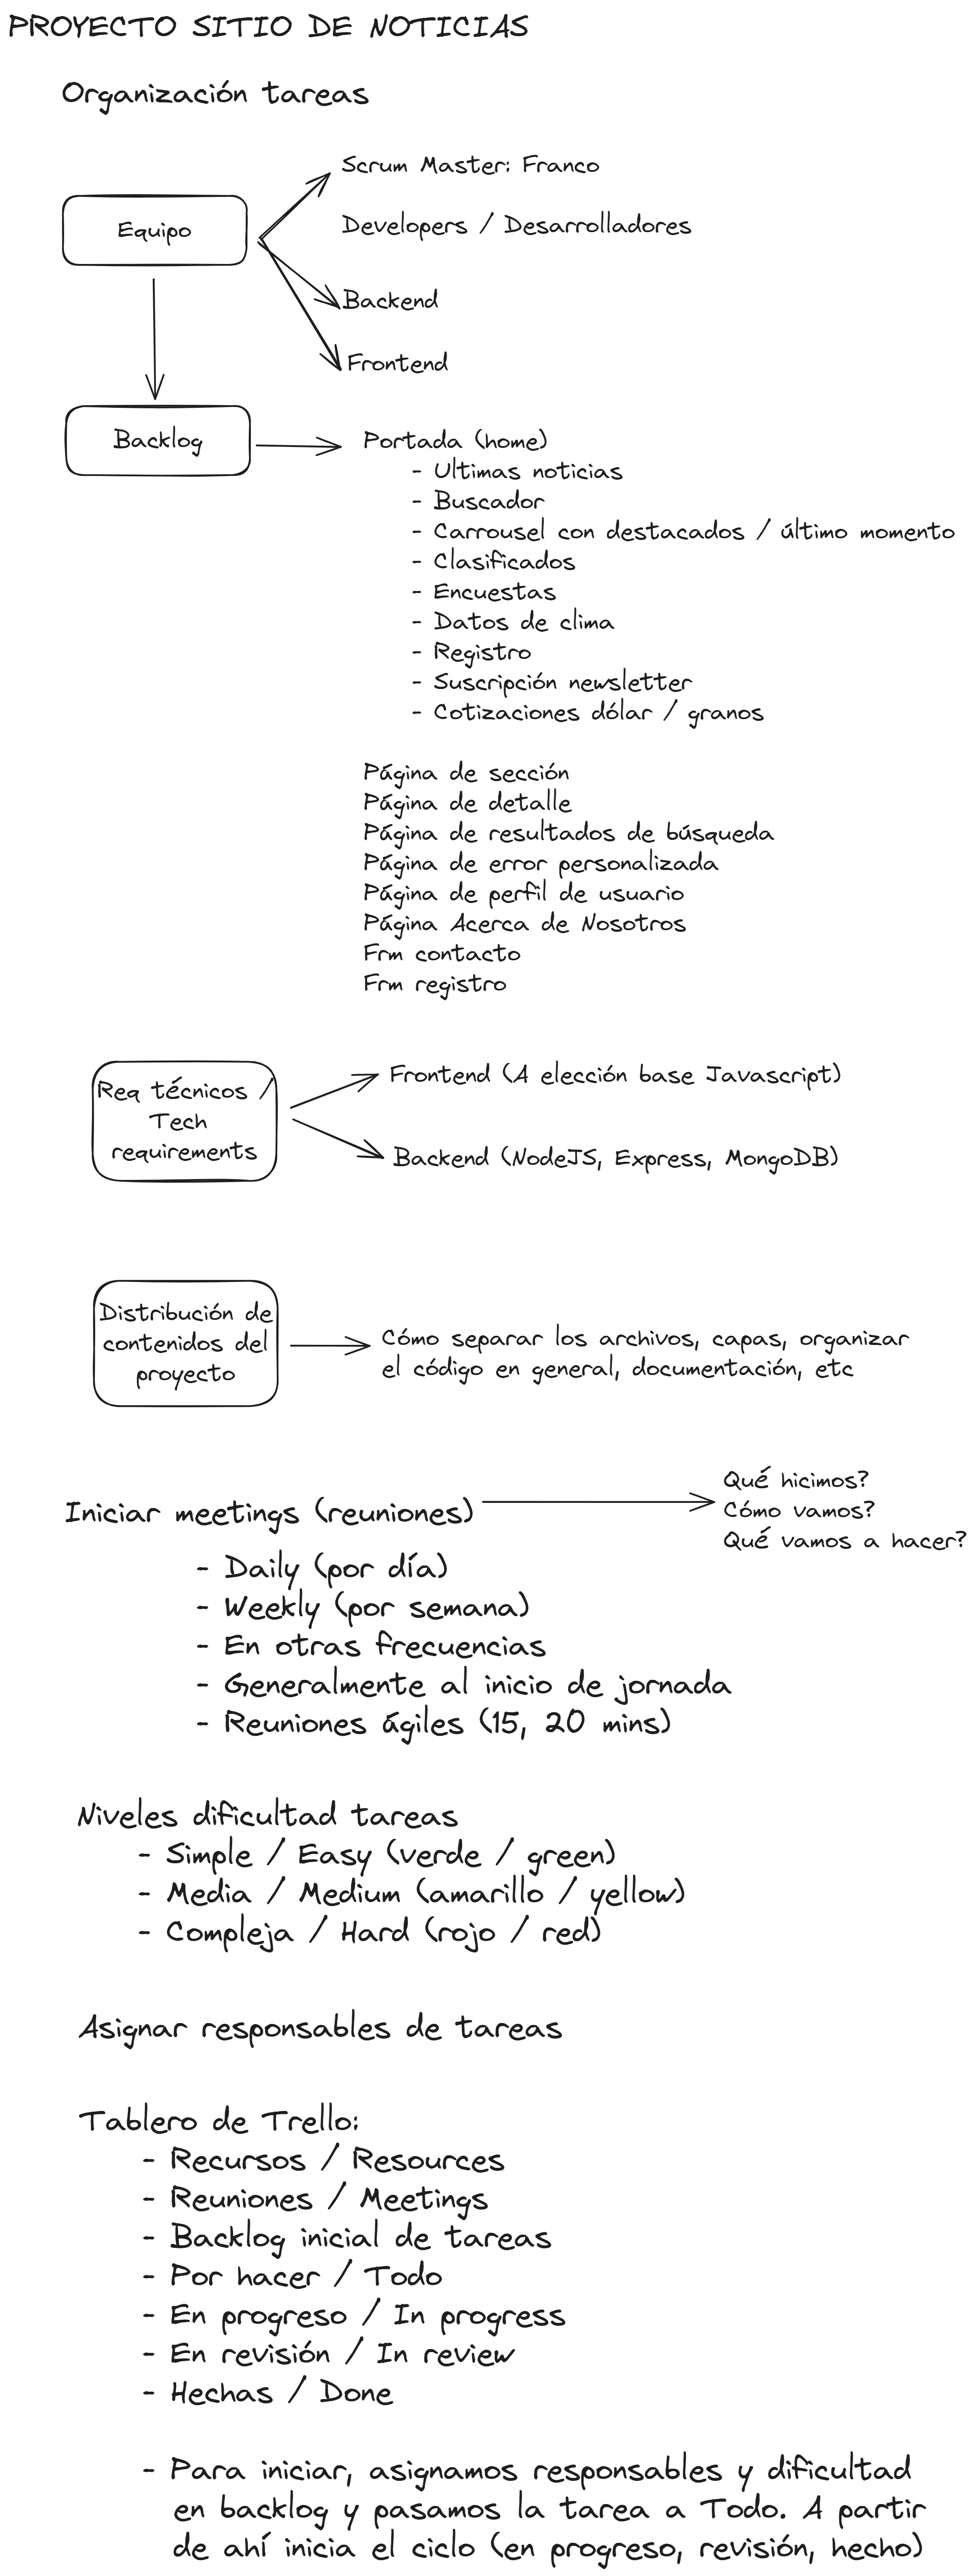 PROYECTO SITIO DE NOTICIAS
Organización tareas
Equipo
Scrum Master: Franco
Developers / Desarrolladores
Backend
Frontend
Backlog
Portada (home)
- Ultimas noticias
- Buscador
- Carrousel con destacados / último momento
- Clasificados
- Encuestas
- Datos de clima
- Registro
- Suscripción newsletter
- Cotizaciones dólar / granos
Página de sección
Página de detalle
Página de resultados de búsqueda
Página de error personalizada
Página de perfil de usuario
Página Acerca de Nosotros
Frm contacto
Frm registro
Req técnicos /
Tech
requirements
Frontend (A elección base Javascript)
Backend (NodeJS, Express, MongoDB)
Distribución de
contenidos del
proyecto
Cómo separar los archivos, capas, organizar
el código en general, documentación, etc
Iniciar meetings (reuniones)
Qué hicimos?
Cómo vamos?
Qué vamos a hacer?
- Daily (por día)
- Weekly (por semana)
- En otras frecuencias
- Generalmente al inicio de jornada
- Reuniones ágiles (15, 20 mins)
Niveles dificultad tareas
- Simple / Easy (verde / green)
- Media / Medium (amarillo / yellow)
- Compleja / Hard (rojo / red)
Asignar responsables de tareas
Tablero de Trello:
- Recursos / Resources
- Reuniones / Meetings
- Backlog inicial de tareas
- Por hacer / Todo
- En progreso / In progress
- En revisión / In review
- Hechas / Done
- Para iniciar, asignamos responsables y dificultad
en backlog y pasamos la tarea a Todo. A partir
de ahí inicia el ciclo (en progreso, revisión, hecho)